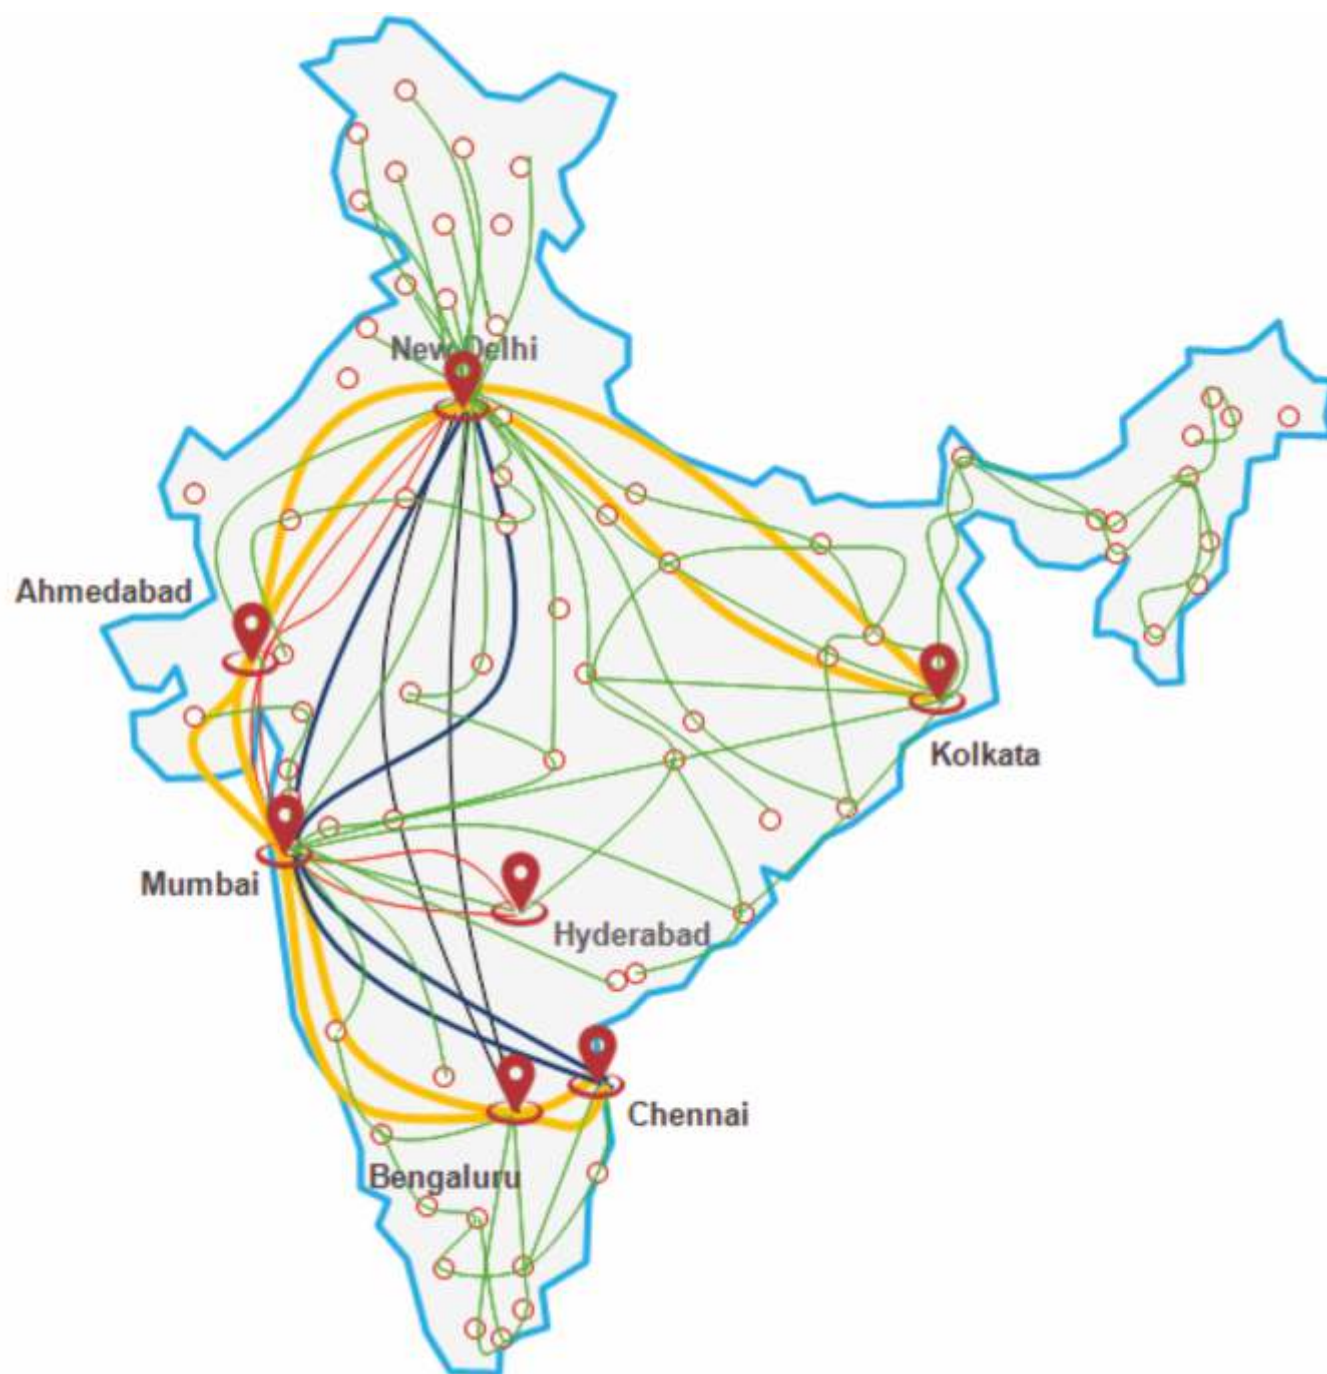 New Delhi
Ahmedabad
Kolkata
Mumbai
Hyderabad
Chennai
Bengaluru